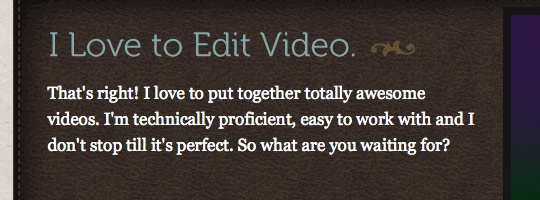 I Love to Edit Video.
That's right! I love to put together totally awesome
videos. I'm technically proficient, easy to work with and I
don't stop till it's perfect. So what are you waiting for?